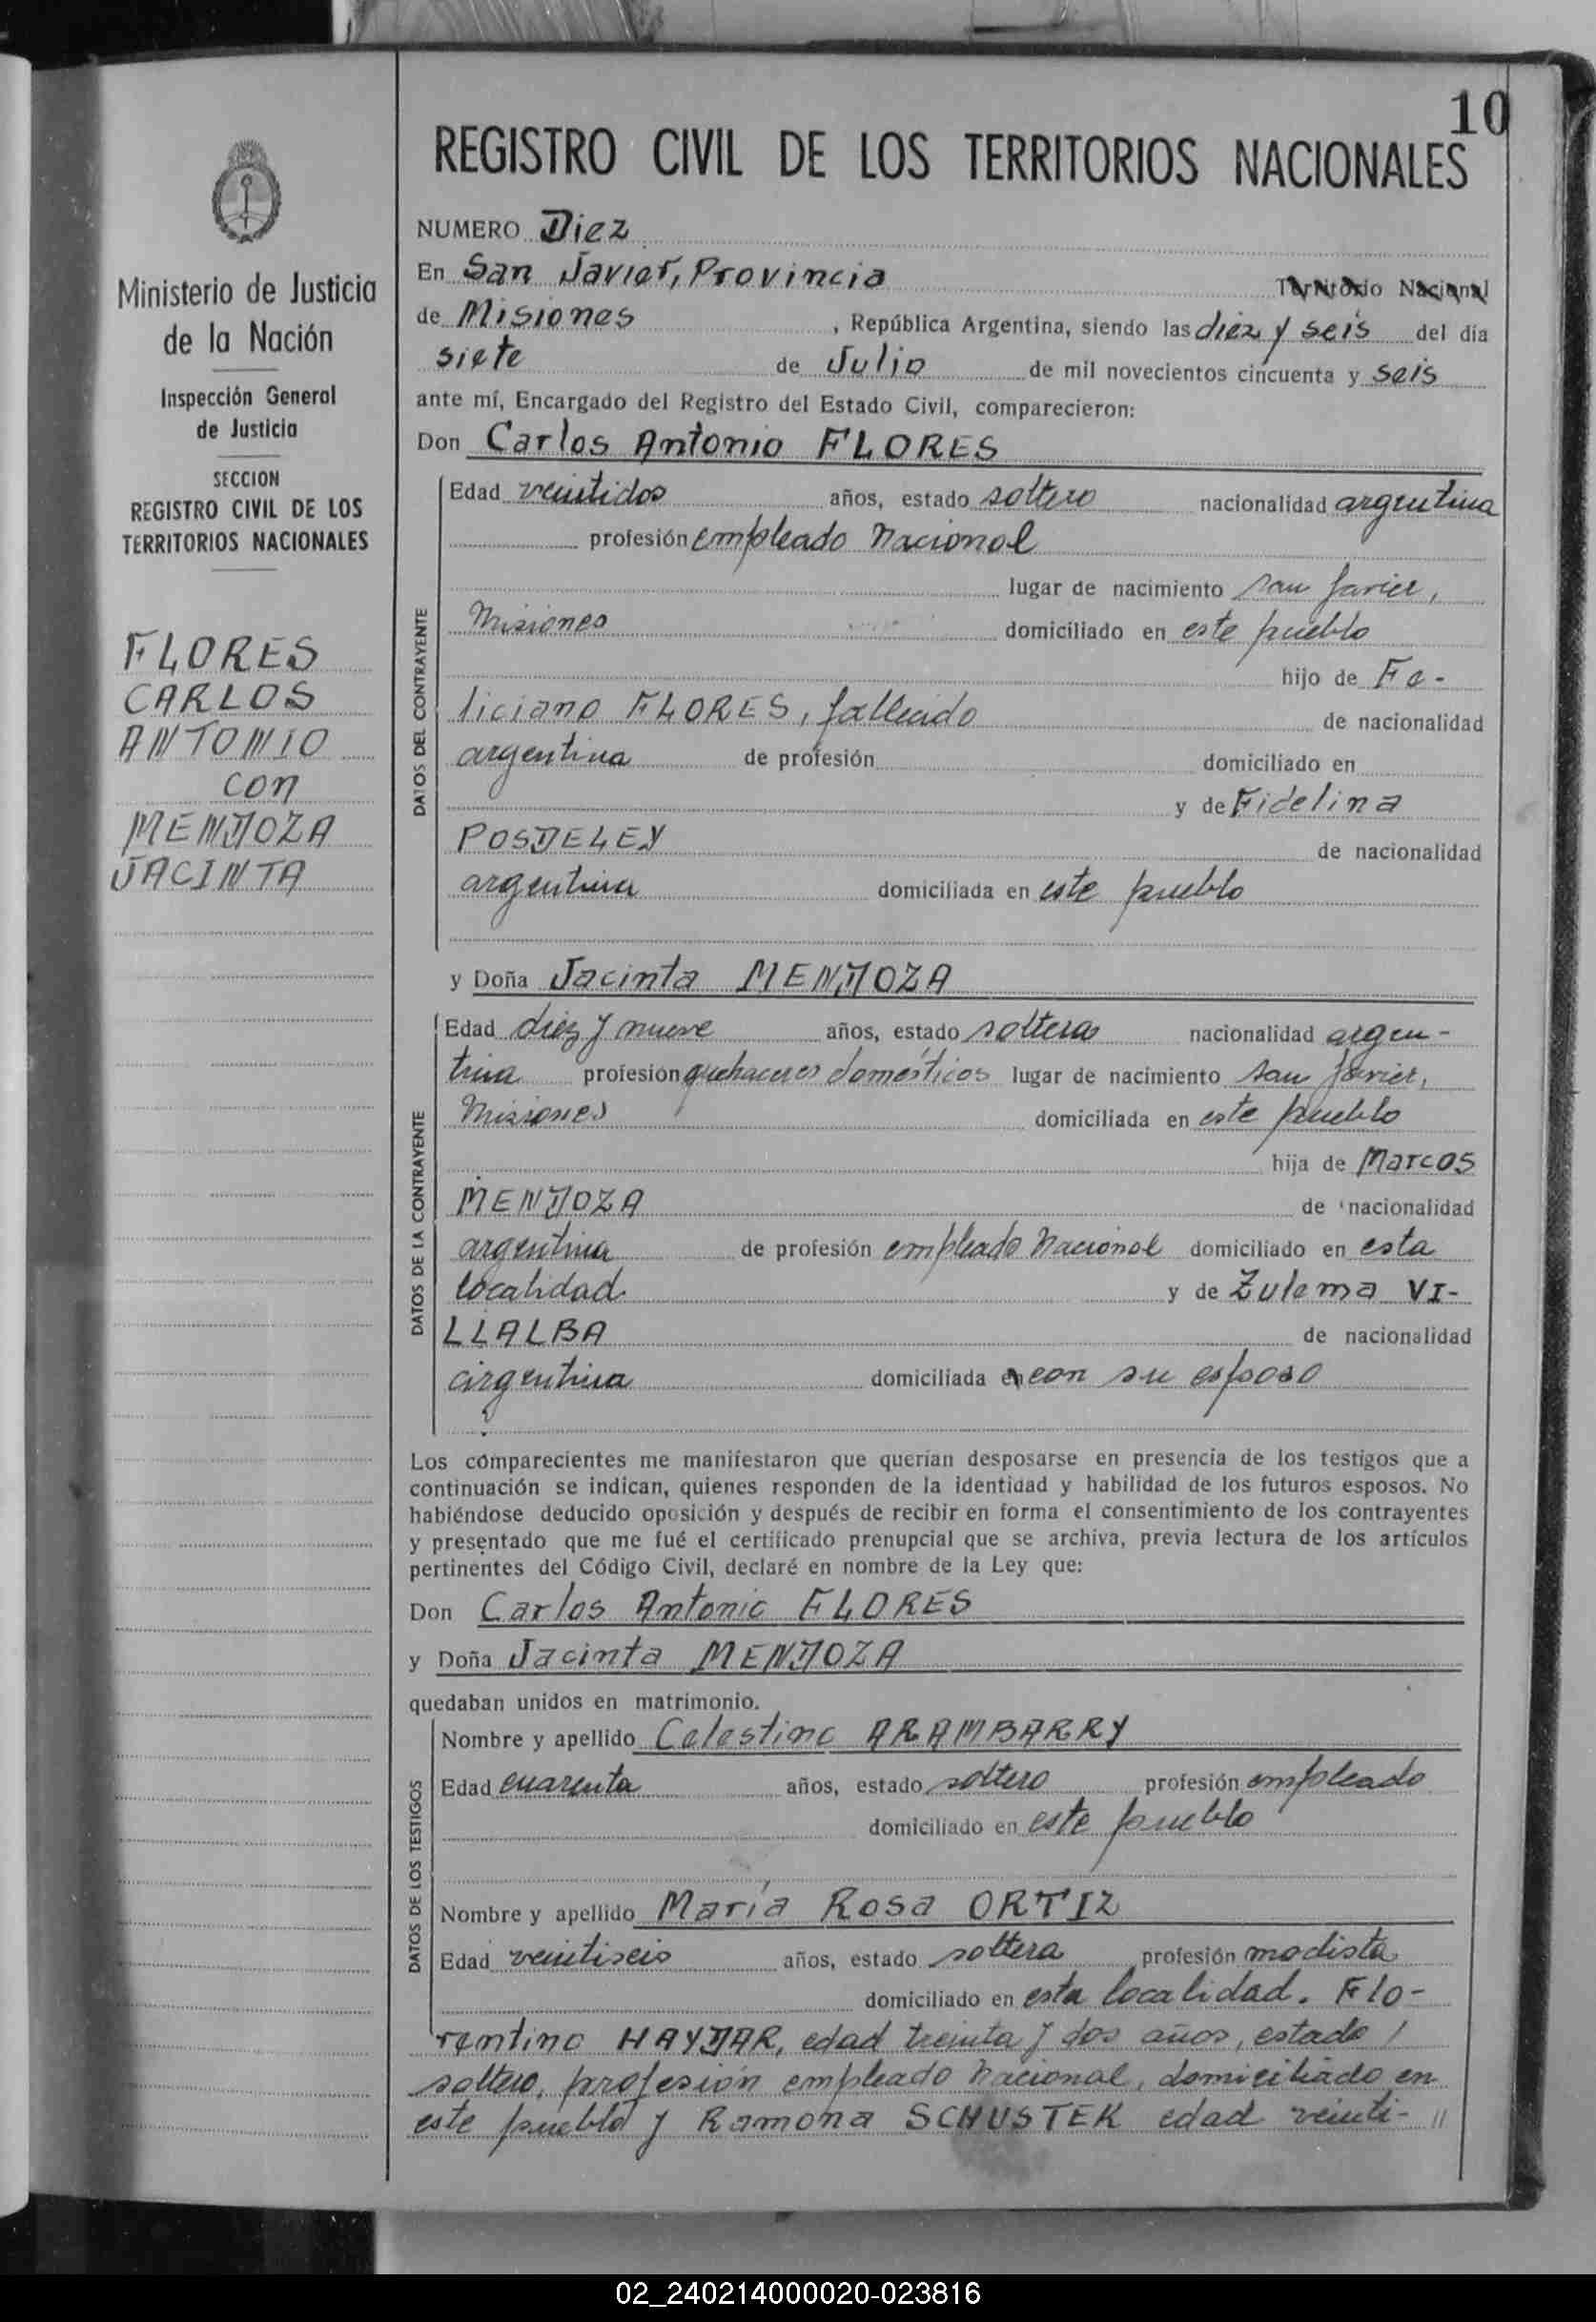 10
REGISTRO CIVIL DE LOS TERRITORIOS NACIONALES
Ministerio de Justicia
de la Nación
Inspección General
de Justicia
SECCION
REGISTRO CIVIL DE LOS
TERRITORIOS NACIONALES
FLORES
CARLOS
ANTONIO
con
MENDOZA
JACINTA
NUMERO Diez
En San Javier, Provincia Territorio Nacional
de Misiones , República Argentina, siendo las diez y seis del día
siete de Julio de mil novecientos cincuenta y seis
ante mí, Encargado del Registro del Estado Civil, comparecieron:
Don Carlos Antonio FLORES
DATOS DEL CONTRAYENTE
Edad veintidos años, estado soltero nacionalidad argentina
profesión empleado Nacional
lugar de nacimiento San Javier,
Misiones domiciliado en este pueblo
hijo de Fe-
liciano FLORES, fallecido de nacionalidad
argentina de profesión domiciliado en
y de Fidelina
POSDELEY de nacionalidad
argentina domiciliada en este pueblo
y Doña Jacinta MENDOZA
DATOS DE LA CONTRAYENTE
Edad diez y nueve años, estado soltera nacionalidad argen-
tina profesión quehaceres domésticos lugar de nacimiento San Javier,
Misiones domiciliada en este pueblo
hija de Marcos
MENDOZA de nacionalidad
argentina de profesión empleado Nacional domiciliado en esta
localidad y de Zulema VI-
LLALBA de nacionalidad
argentina domiciliada en con su esposo
Los comparecientes me manifestaron que querían desposarse en presencia de los testigos que a
continuación se indican, quienes responden de la identidad y habilidad de los futuros esposos. No
habiéndose deducido oposición y después de recibir en forma el consentimiento de los contrayentes
y presentado que me fué el certificado prenupcial que se archiva, previa lectura de los artículos
pertinentes del Código Civil, declaré en nombre de la Ley que:
Don Carlos Antonio FLORES
y Doña Jacinta MENDOZA
quedaban unidos en matrimonio.
DATOS DE LOS TESTIGOS
Nombre y apellido Celestino ARAMBARRY
Edad cuarenta años, estado soltero profesión empleado
domiciliado en este pueblo
Nombre y apellido María Rosa ORTIZ
Edad veintiseis años, estado soltera profesión modista
domiciliado en esta localidad. Flo-
rentino HAYDAR, edad treinta y dos años, estado /
soltero, profesión empleado Nacional, domiciliado en
este pueblo y Ramona SCHUSTEK edad veinti- //
02_240214000020-023816